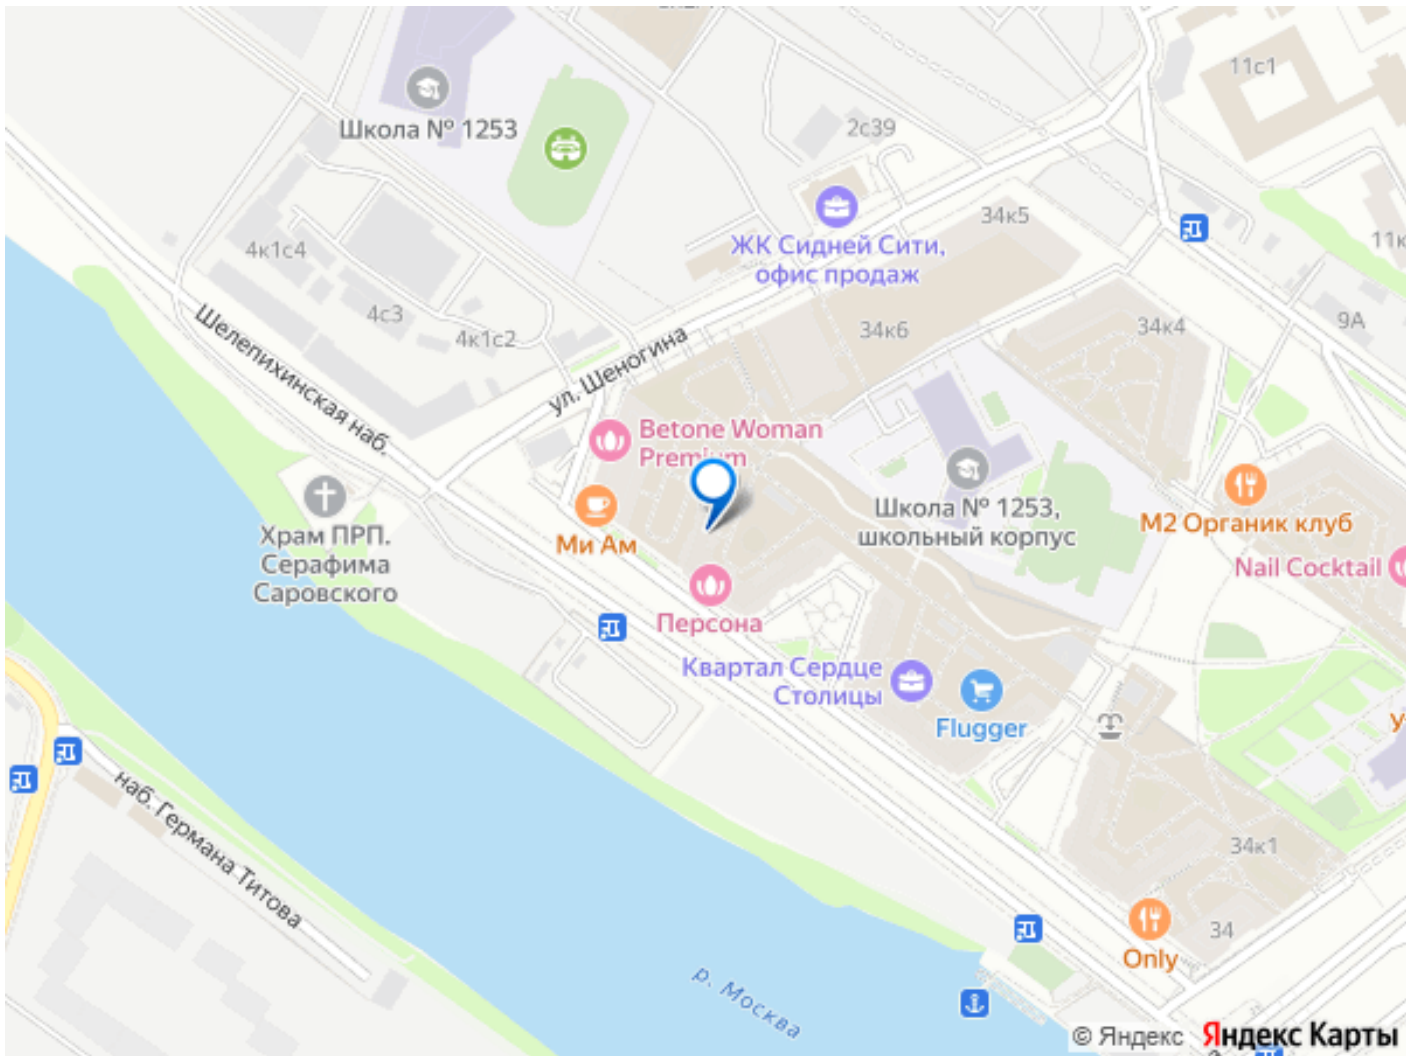 11с1
Школа № 1253
2с39
34к5
ЖК Сидней Сити,
офис продаж
4к1с4
11к
4с3
4к1с2
34к6
34к4
9А
Шелепихинская наб.
ул. Шеногина
Betone Woman
Premium
Школа № 1253,
школьный корпус
М2 Органик клуб
Ми Ам
Храм ПРП.
Серафима
Саровского
Nail Cocktail
Персона
Квартал Сердце
Столицы
Flugger
У
наб. Германа Титова
34к1
34
Only
р. Москва
© Яндекс Яндекс Карты